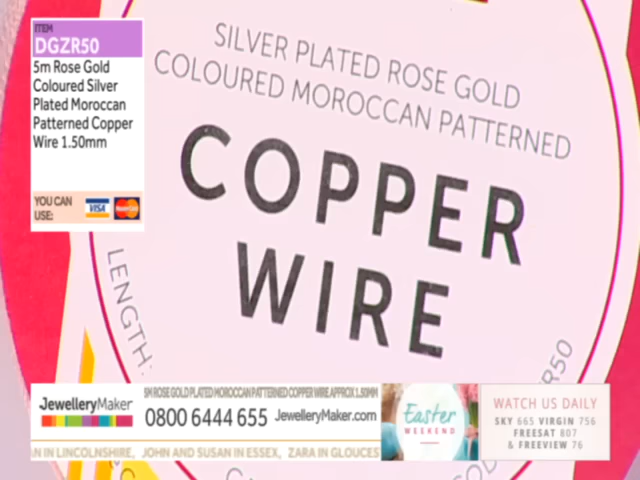 ITEM
DGZR50
5m Rose Gold
Coloured Silver
Plated Moroccan
Patterned Copper
Wire 1.50mm
YOU CAN
USE:
VISA
SILVER PLATED ROSE GOLD
COLOURED MOROCCAN PATTERNED
COPPER
WIRE
LENGTH:
R50
JewelleryMaker
5M ROSE GOLD PLATED MOROCCAN PATTERNED COPPER WIRE APPROX 1.50MM
0800 6444 655 JewelleryMaker.com
AN IN LINCOLNSHIRE, JOHN AND SUSAN IN ESSEX, ZARA IN GLOUCES
Easter
WEEKEND
WATCH US DAILY
SKY 665 VIRGIN 756
FREESAT 807
& FREEVIEW 76